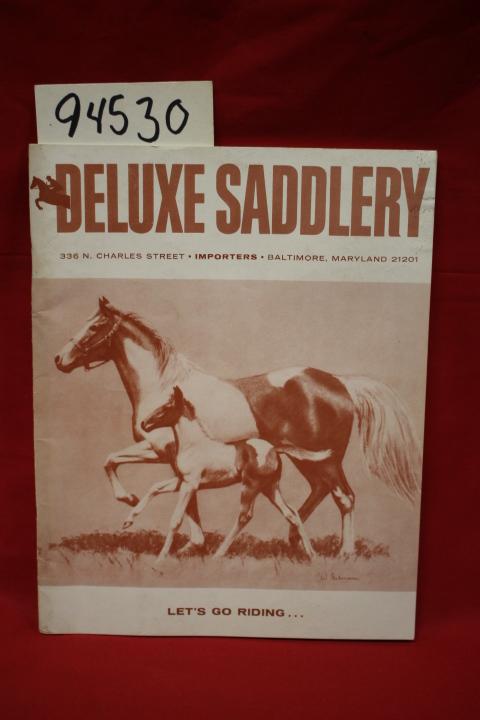 94530
DELUXE SADDLERY
336 N. CHARLES STREET • IMPORTERS • BALTIMORE, MARYLAND 21201
LET'S GO RIDING...